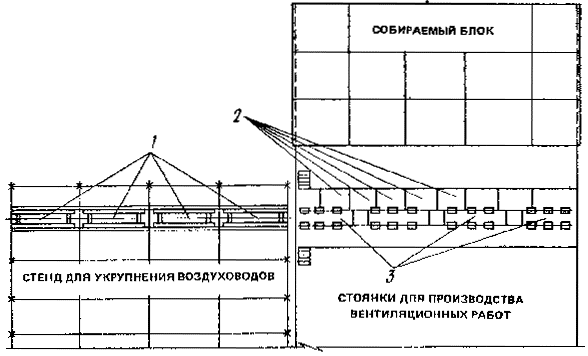 СОБИРАЕМЫЙ БЛОК
1
2
СТЕНД ДЛЯ УКРУПНЕНИЯ ВОЗДУХОВОДОВ
3
СТОЯНКИ ДЛЯ ПРОИЗВОДСТВА
ВЕНТИЛЯЦИОННЫХ РАБОТ